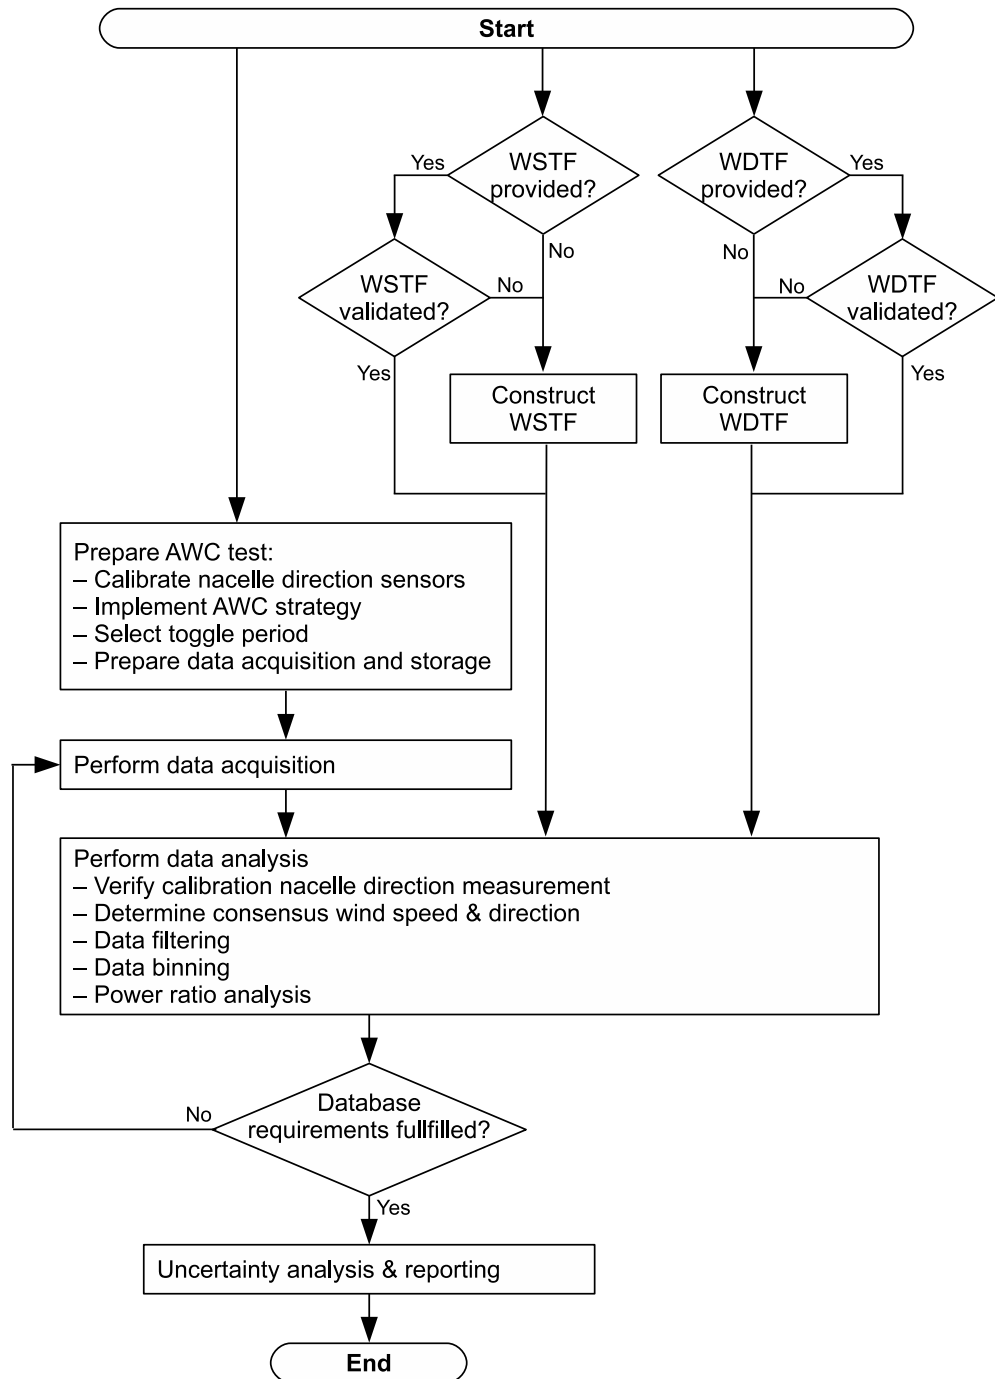 Start
Yes
WSTF
provided?
WDTF
provided?
Yes
No
No
WSTF
validated?
No
No
WDTF
validated?
Yes
Yes
Construct
WSTF
Construct
WDTF
Prepare AWC test:
– Calibrate nacelle direction sensors
– Implement AWC strategy
– Select toggle period
– Prepare data acquisition and storage
Perform data acquisition
Perform data analysis
– Verify calibration nacelle direction measurement
– Determine consensus wind speed & direction
– Data filtering
– Data binning
– Power ratio analysis
No
Database
requirements fullfilled?
Yes
Uncertainty analysis & reporting
End